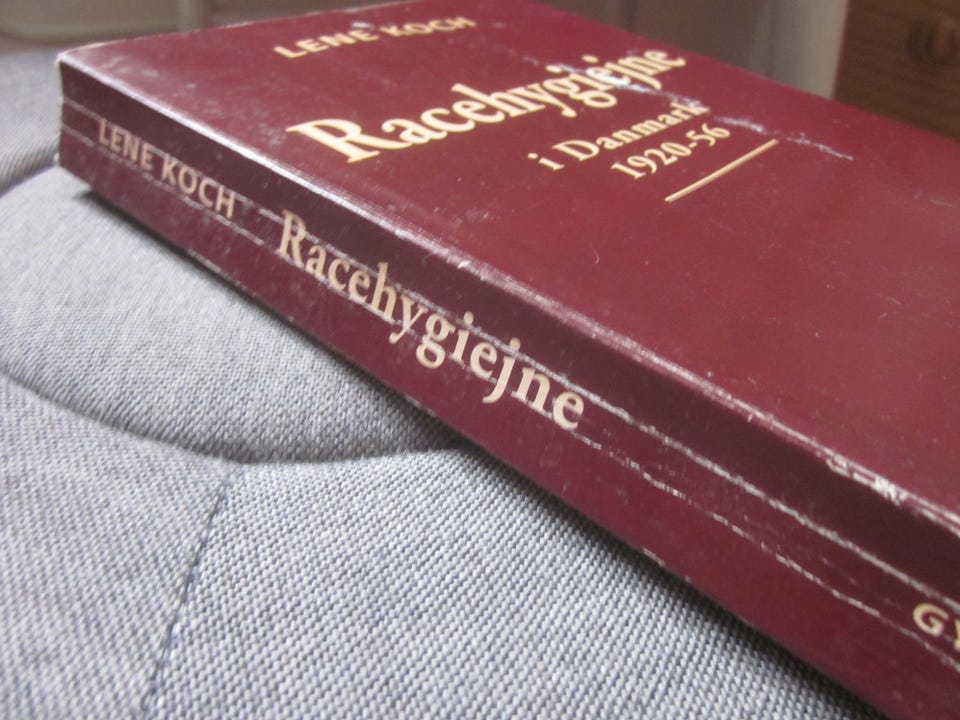 LENE KOCH
Racehygiejne
i Danmark
1920-56
LENE KOCH Racehygiejne GY